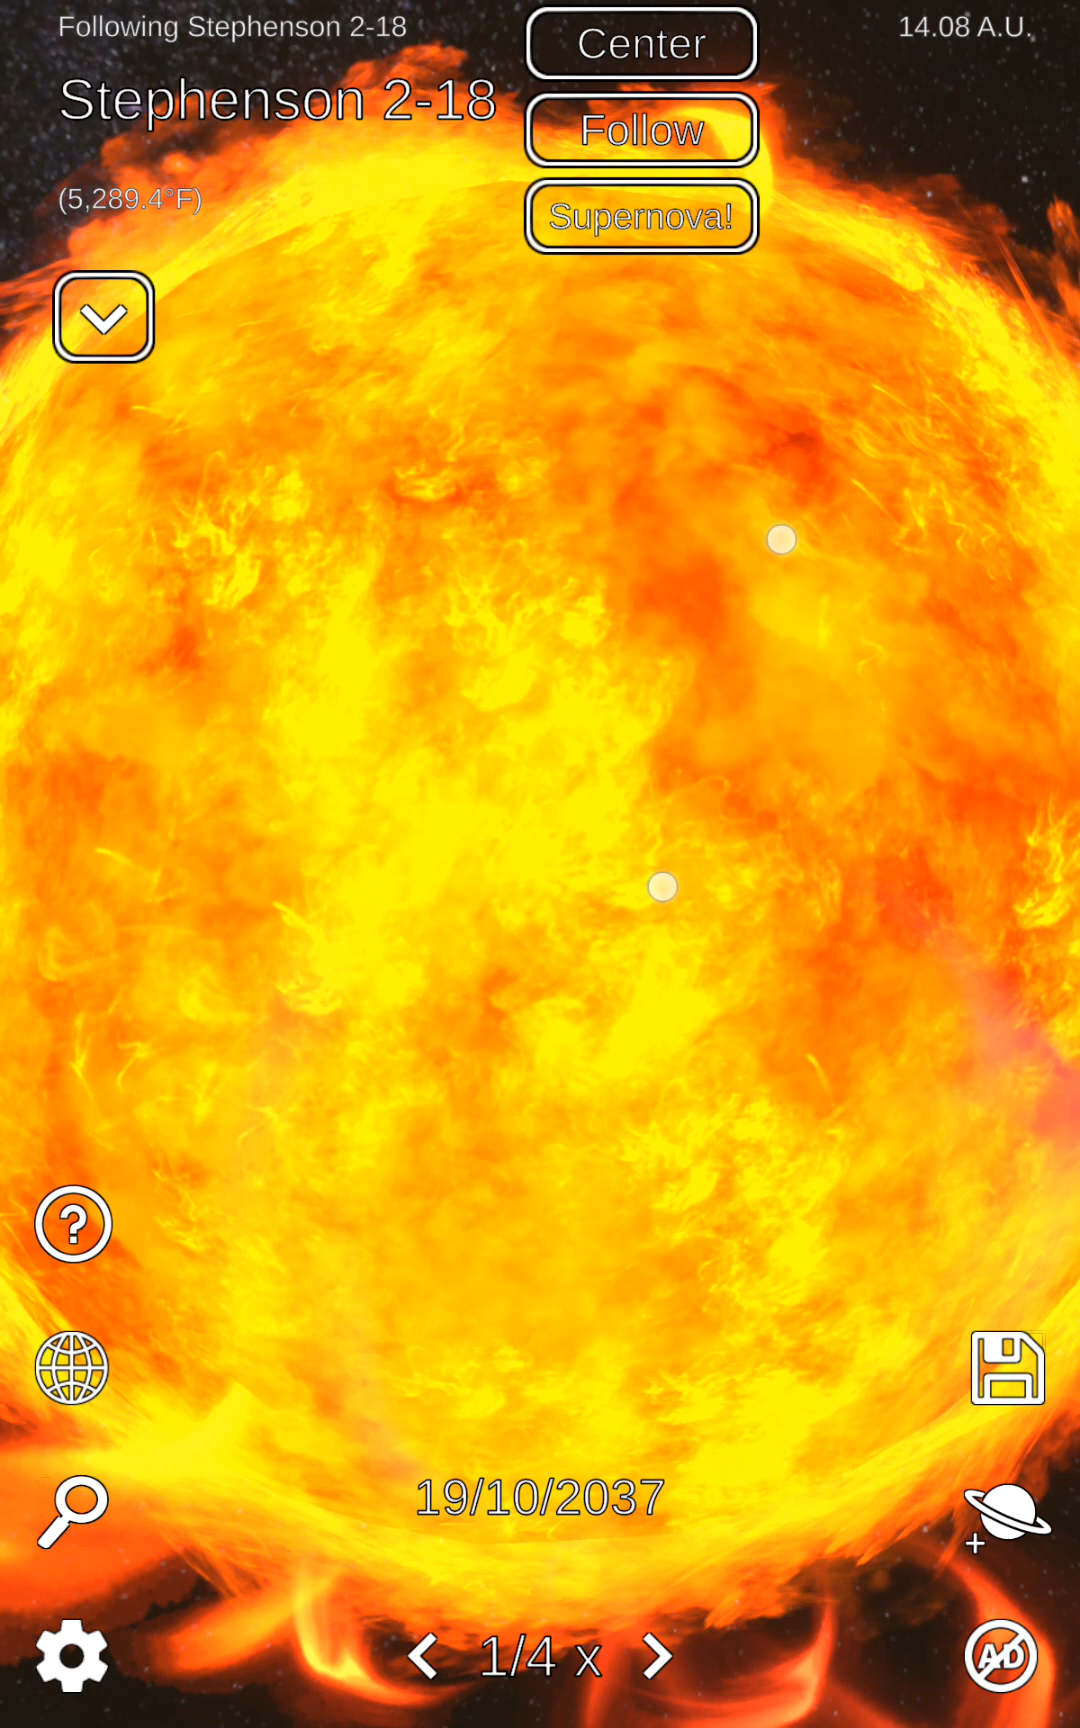 Following Stephenson 2-18
Center
14.08 A.U.
Stephenson 2-18
Follow
(5,289.4°F)
Supernova!
?
19/10/2037
+
1/4 x
AD